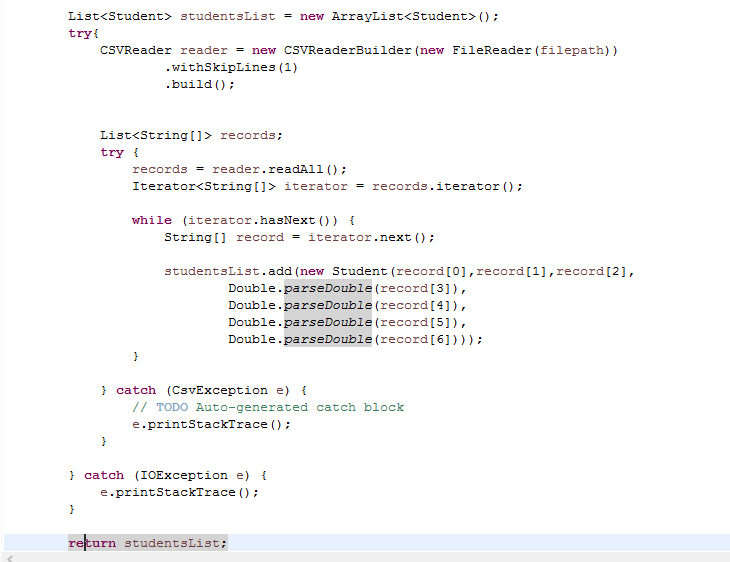 List<Student> studentsList = new ArrayList<Student>();
try{
CSVReader reader = new CSVReaderBuilder(new FileReader(filepath))
.withSkipLines(1)
.build();
List<String[]> records;
try {
records = reader.readAll();
Iterator<String[]> iterator = records.iterator();
while (iterator.hasNext()) {
String[] record = iterator.next();
studentsList.add(new Student(record[0],record[1],record[2],
Double.parseDouble(record[3]),
Double.parseDouble(record[4]),
Double.parseDouble(record[5]),
Double.parseDouble(record[6])));
}
} catch (CsvException e) {
// TODO Auto-generated catch block
e.printStackTrace();
}
} catch (IOException e) {
e.printStackTrace();
}
return studentsList;